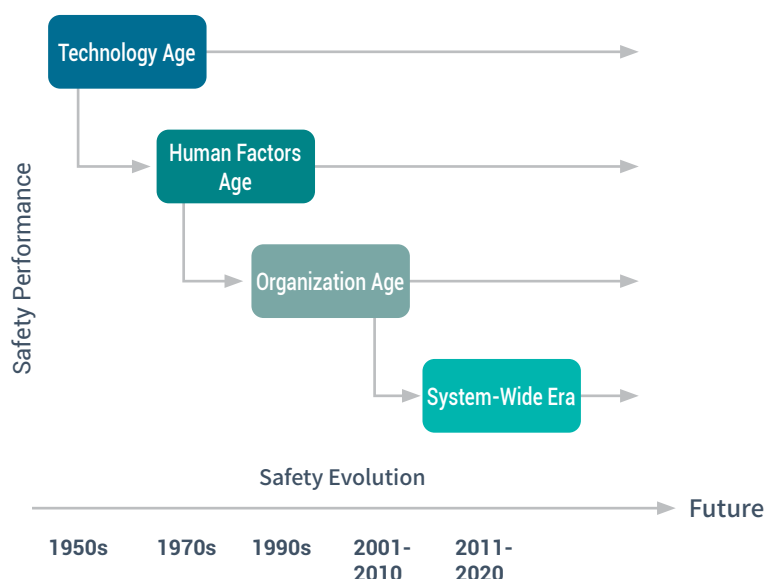 Technology Age
Human Factors
Age
Organization Age
System-Wide Era
Safety Performance
Safety Evolution
Future
1950s
1970s
1990s
2001-
2010
2011-
2020